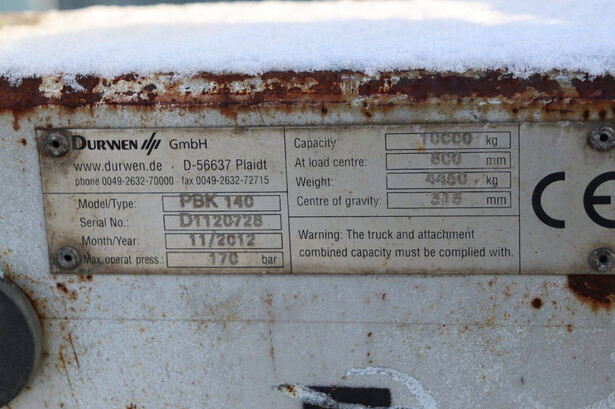 DURWEN GmbH
www.durwen.de · D-56637 Plaidt
phone 0049-2632-70000 · fax 0049-2632-72715
Model/Type: PBK 140
Serial No.: D1120728
Month/Year: 11/2012
Max. operat. press.: 170 bar
Capacity 10000 kg
At load centre: 600 mm
Weight: 4450 kg
Centre of gravity: mm
Warning: The truck and attachment
combined capacity must be complied with.
CE